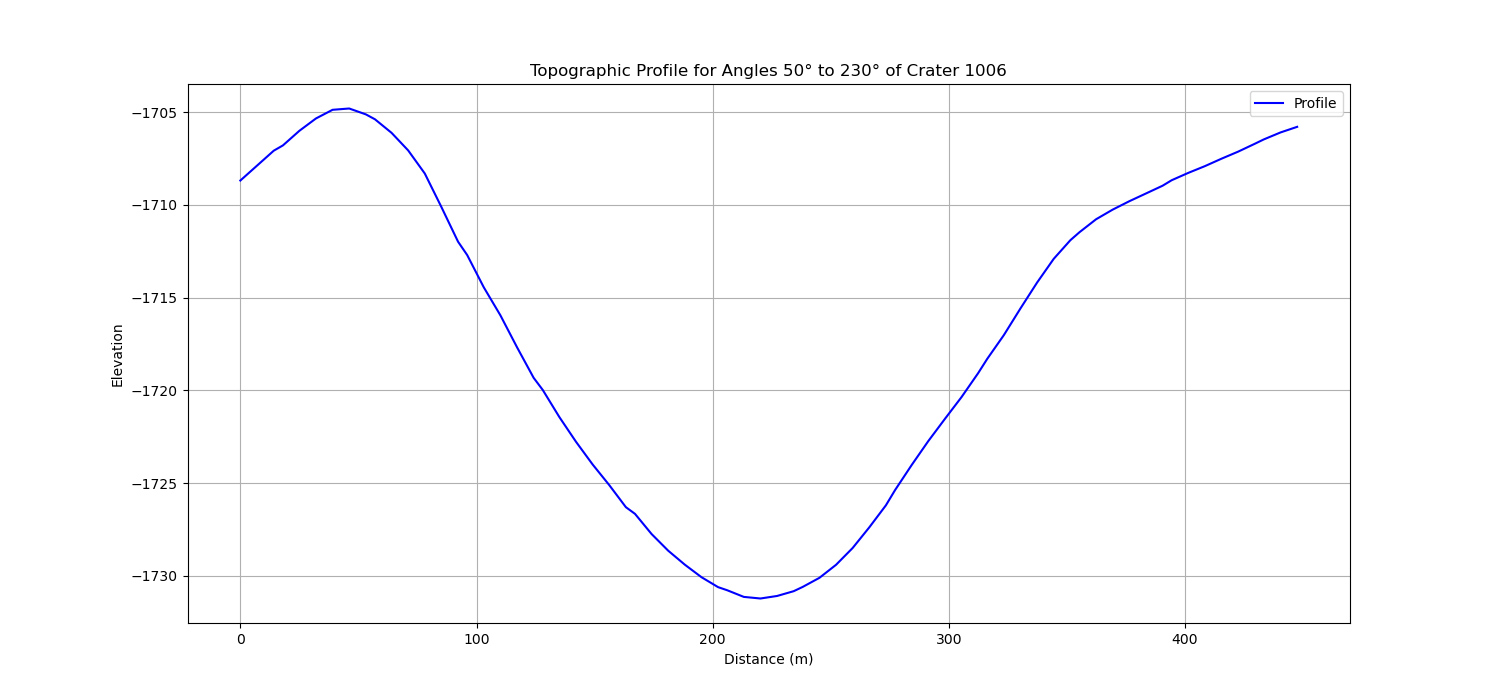 Topographic Profile for Angles 50° to 230° of Crater 1006
Profile
−1705
−1710
−1715
−1720
−1725
−1730
Elevation
0 100 200 300 400
Distance (m)